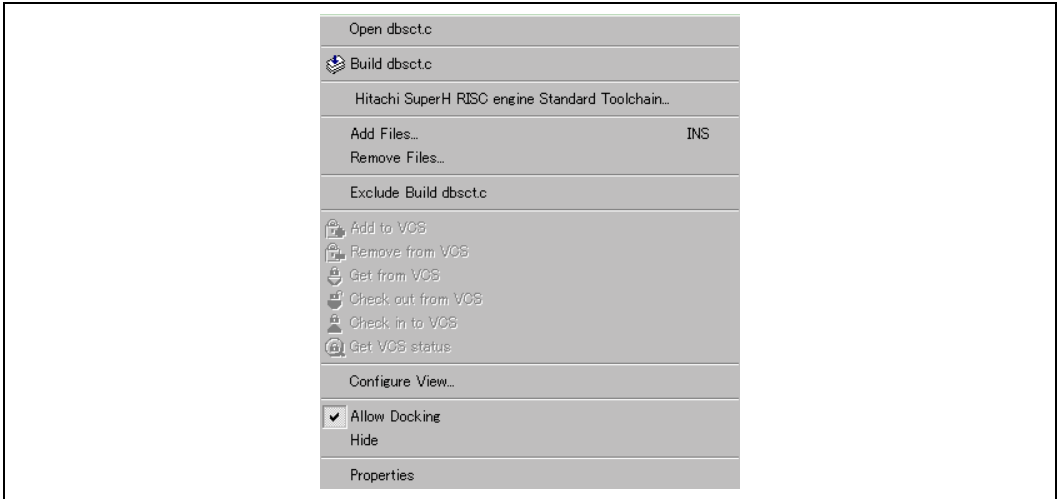 Open dbsct.c
Build dbsct.c
Hitachi SuperH RISC engine Standard Toolchain...
Add Files... INS
Remove Files...
Exclude Build dbsct.c
Add to VCS
Remove from VCS
Get from VCS
Check out from VCS
Check in to VCS
Get VCS status
Configure View...
Allow Docking
Hide
Properties